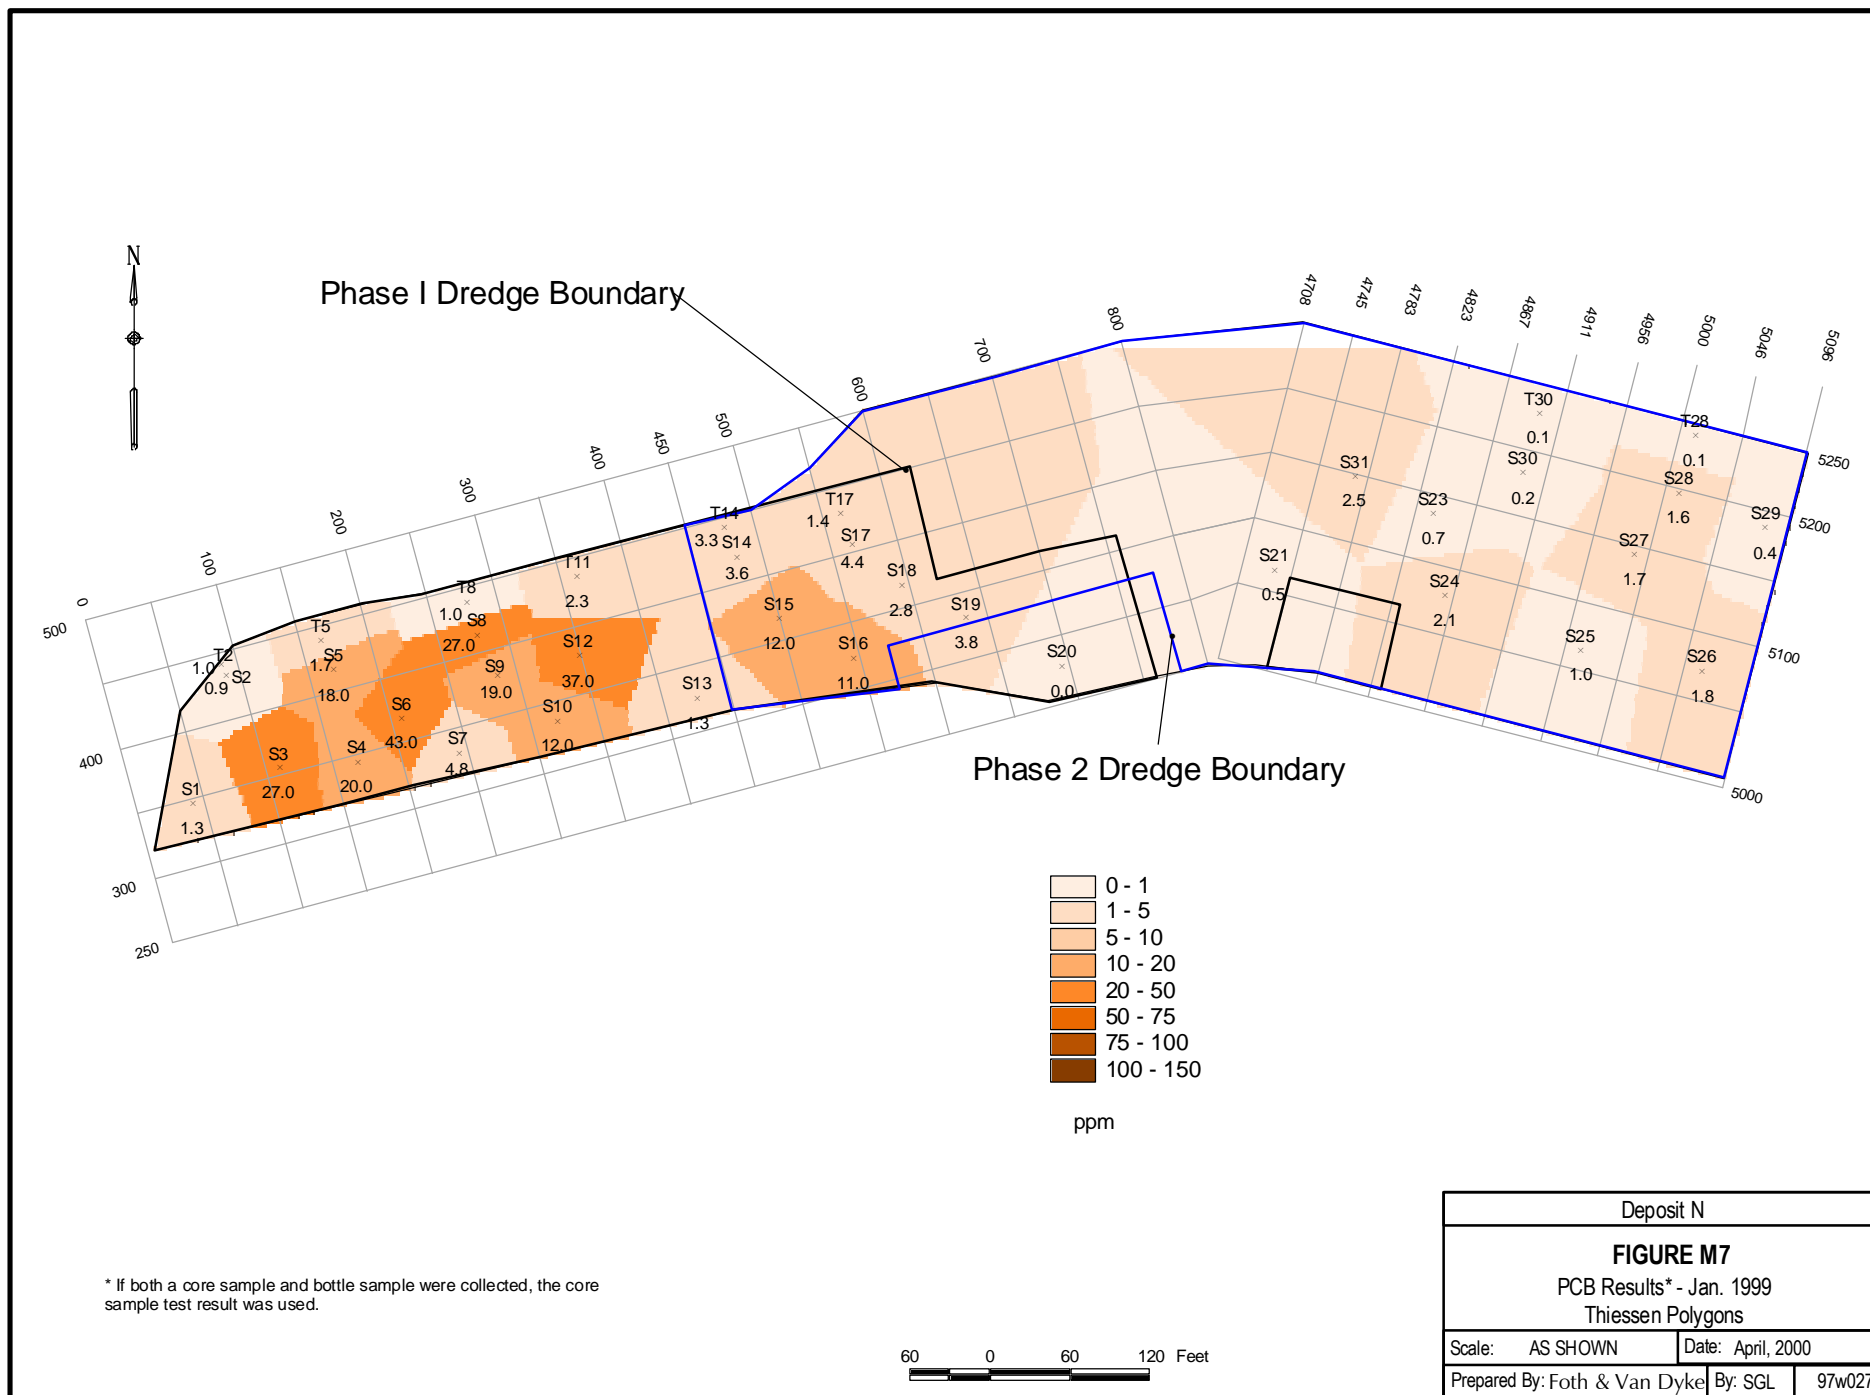 N
Phase I Dredge Boundary
4708
4745
4783
4823
4867
4911
4956
5000
5046
5096
800
700
600
500
450
400
300
200
100
0
500
400
300
250
5250
5200
5100
5000
T30
0.1
T28
0.1
S31
2.5
S30
0.2
S28
1.6
S23
0.7
S29
0.4
S27
1.7
S21
0.5
S24
2.1
S25
1.0
S26
1.8
T17
1.4
T14
3.3
S17
4.4
S14
3.6
S18
2.8
T11
2.3
T8
1.0
S15
12.0
S19
3.8
S8
27.0
T5
1.7
S12
37.0
S16
11.0
S20
0.0
T2
1.0
S5
18.0
S9
19.0
S2
0.9
S13
1.3
S6
43.0
S10
12.0
S7
4.8
S3
27.0
S4
20.0
S1
1.3
Phase 2 Dredge Boundary
0 - 1
1 - 5
5 - 10
10 - 20
20 - 50
50 - 75
75 - 100
100 - 150
ppm
* If both a core sample and bottle sample were collected, the core
sample test result was used.
60 0 60 120 Feet
Deposit N
FIGURE M7
PCB Results* - Jan. 1999
Thiessen Polygons
Scale: AS SHOWN Date: April, 2000
Prepared By: Foth & Van Dyke By: SGL 97w027